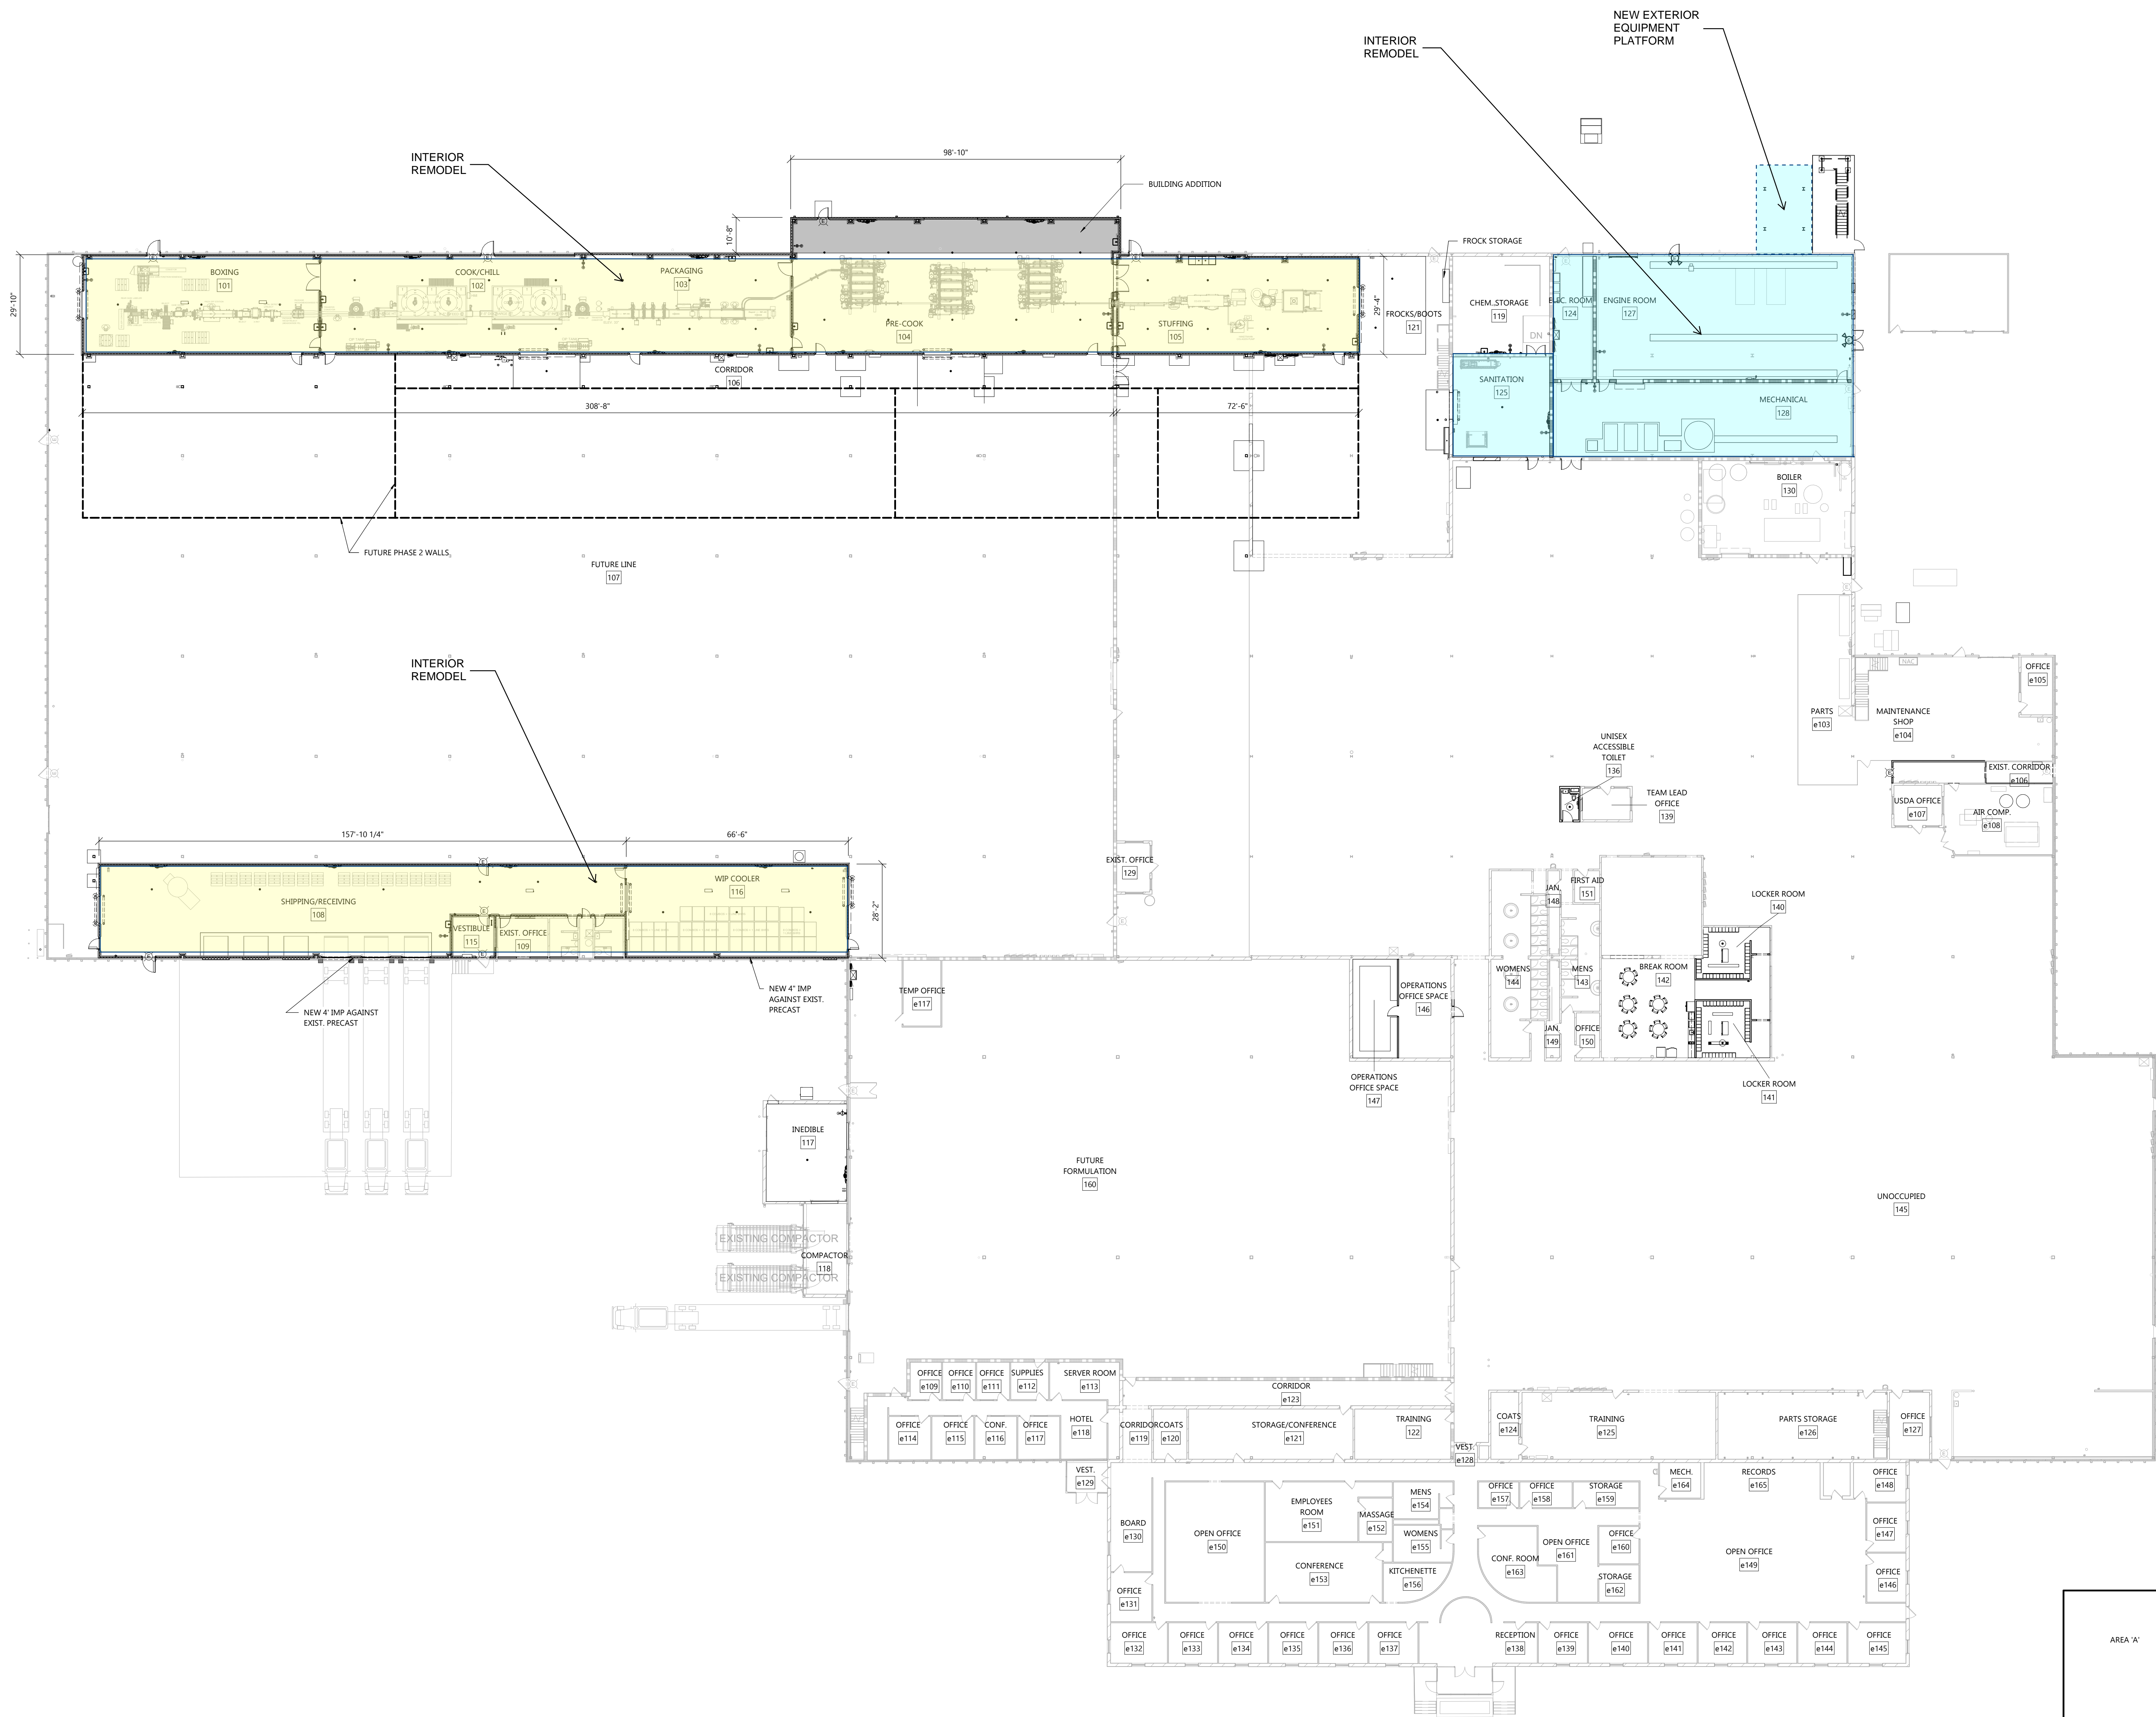 NEW EXTERIOR
EQUIPMENT
PLATFORM
INTERIOR
REMODEL
INTERIOR
REMODEL
98'-10"
BUILDING ADDITION
10'-8"
FROCK STORAGE
29'-10"
BOXING
101
COOK/CHILL
102
PACKAGING
103
PRE-COOK
104
STUFFING
105
29'-4"
FROCKS/BOOTS
121
CHEM. STORAGE
119
DN
ELEC. ROOM
124
ENGINE ROOM
127
SANITATION
125
MECHANICAL
128
CORRIDOR
106
308'-8"
72'-6"
BOILER
130
FUTURE PHASE 2 WALLS
FUTURE LINE
107
INTERIOR
REMODEL
OFFICE
e105
PARTS
e103
MAINTENANCE
SHOP
e104
NAC
UNISEX
ACCESSIBLE
TOILET
136
TEAM LEAD
OFFICE
139
EXIST. CORRIDOR
e106
USDA OFFICE
e107
AIR COMP.
e108
157'-10 1/4"
66'-6"
28'-2"
SHIPPING/RECEIVING
108
VESTIBULE
115
EXIST. OFFICE
109
WIP COOLER
116
EXIST. OFFICE
129
JAN.
148
FIRST AID
151
LOCKER ROOM
140
WOMENS
144
MENS
143
BREAK ROOM
142
NEW 4' IMP AGAINST
EXIST. PRECAST
NEW 4" IMP
AGAINST EXIST.
PRECAST
TEMP OFFICE
e117
OPERATIONS
OFFICE SPACE
146
JAN.
149
OFFICE
150
OPERATIONS
OFFICE SPACE
147
LOCKER ROOM
141
INEDIBLE
117
FUTURE
FORMULATION
160
UNOCCUPIED
145
EXISTING COMPACTOR
COMPACTOR
118
EXISTING COMPACTOR
OFFICE
e109
OFFICE
e110
OFFICE
e111
SUPPLIES
e112
SERVER ROOM
e113
CORRIDOR
e123
OFFICE
e114
OFFICE
e115
CONF.
e116
OFFICE
e117
HOTEL
e118
CORRIDOR
e119
COATS
e120
STORAGE/CONFERENCE
e121
TRAINING
122
VEST.
e128
COATS
e124
TRAINING
e125
PARTS STORAGE
e126
OFFICE
e127
VEST.
e129
BOARD
e130
OPEN OFFICE
e150
EMPLOYEES
ROOM
e151
MASSAGE
e152
MENS
e154
WOMENS
e155
CONFERENCE
e153
KITCHENETTE
e156
OFFICE
e157
OFFICE
e158
STORAGE
e159
MECH.
e164
RECORDS
e165
OFFICE
e148
OFFICE
e147
OFFICE
e160
OPEN OFFICE
e161
CONF. ROOM
e163
STORAGE
e162
OPEN OFFICE
e149
OFFICE
e146
OFFICE
e131
OFFICE
e132
OFFICE
e133
OFFICE
e134
OFFICE
e135
OFFICE
e136
OFFICE
e137
RECEPTION
e138
OFFICE
e139
OFFICE
e140
OFFICE
e141
OFFICE
e142
OFFICE
e143
OFFICE
e144
OFFICE
e145
AREA 'A'